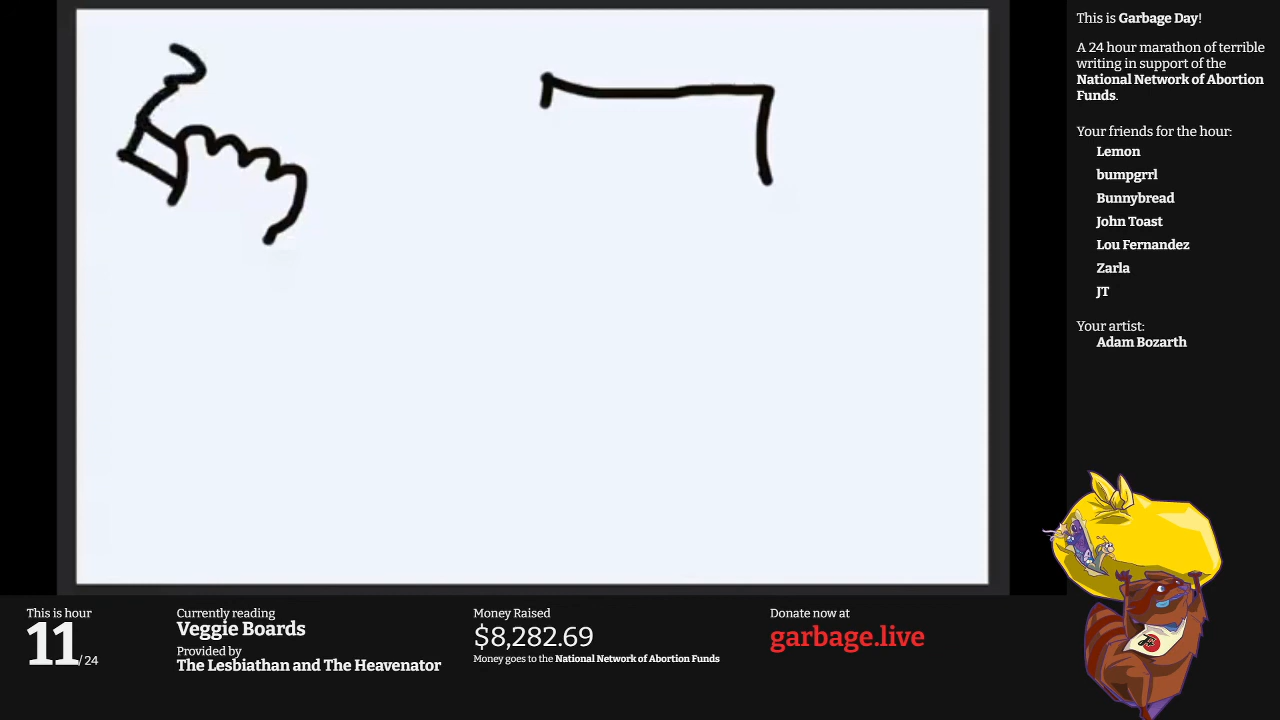 This is Garbage Day!
A 24 hour marathon of terrible
writing in support of the
National Network of Abortion
Funds.
Your friends for the hour:
Lemon
bumpgrrl
Bunnybread
John Toast
Lou Fernandez
Zarla
JT
Your artist:
Adam Bozarth
This is hour
11/ 24
Currently reading
Veggie Boards
Provided by
The Lesbiathan and The Heavenator
Money Raised
$8,282.69
Money goes to the National Network of Abortion Funds
Donate now at
garbage.live